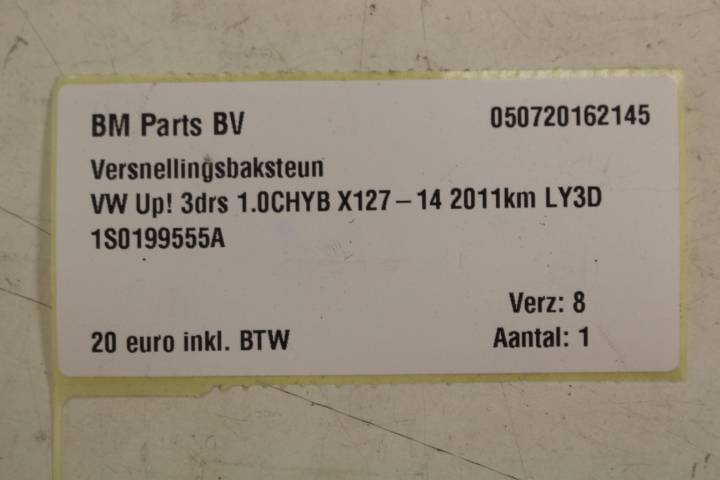 BM Parts BV 050720162145
Versnellingsbaksteun
VW Up! 3drs 1.0CHYB X127–14 2011km LY3D
1S0199555A
Verz: 8
20 euro inkl. BTW Aantal: 1